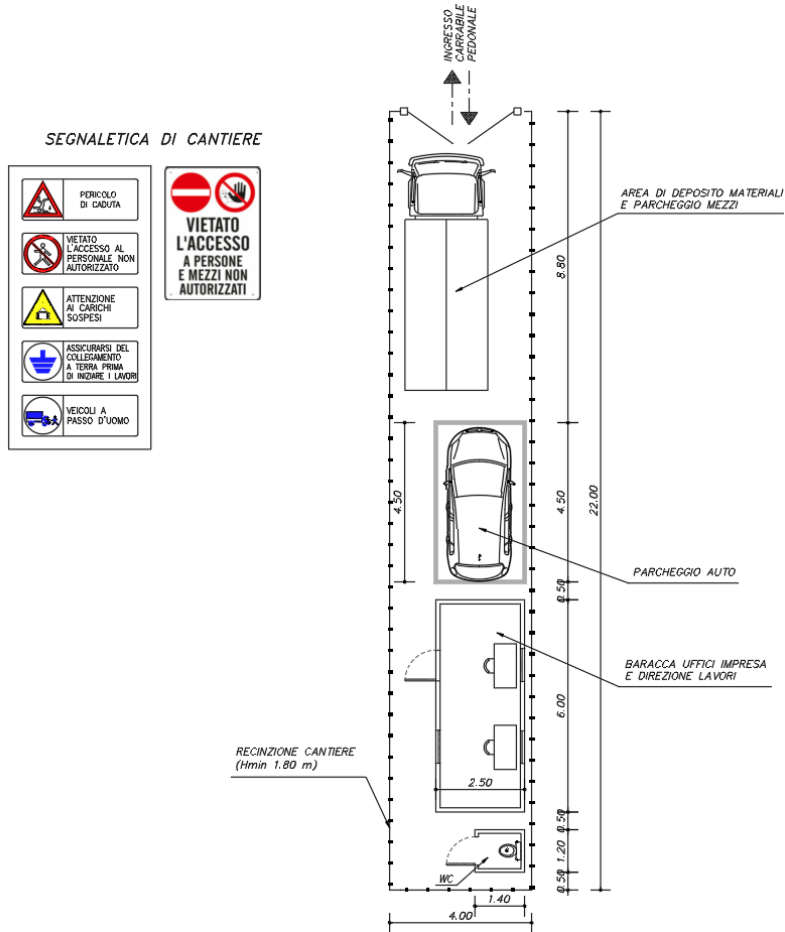 INGRESSO
CARRABILE
PEDONALE
SEGNALETICA DI CANTIERE
PERICOLO
DI CADUTA
VIETATO
L'ACCESSO AL
PERSONALE NON
AUTORIZZATO
ATTENZIONE
AI CARICHI
SOSPESI
ASSICURARSI DEL
COLLEGAMENTO
A TERRA PRIMA
DI INIZIARE I LAVORI
VEICOLI A
PASSO D'UOMO
VIETATO
L'ACCESSO
A PERSONE
E MEZZI NON
AUTORIZZATI
AREA DI DEPOSITO MATERIALI
E PARCHEGGIO MEZZI
8.80
4.50
4.50
22.00
PARCHEGGIO AUTO
0.50
BARACCA UFFICI IMPRESA
E DIREZIONE LAVORI
6.00
RECINZIONE CANTIERE
(Hmin 1.80 m)
2.50
0.50
1.20
WC
0.50
1.40
4.00